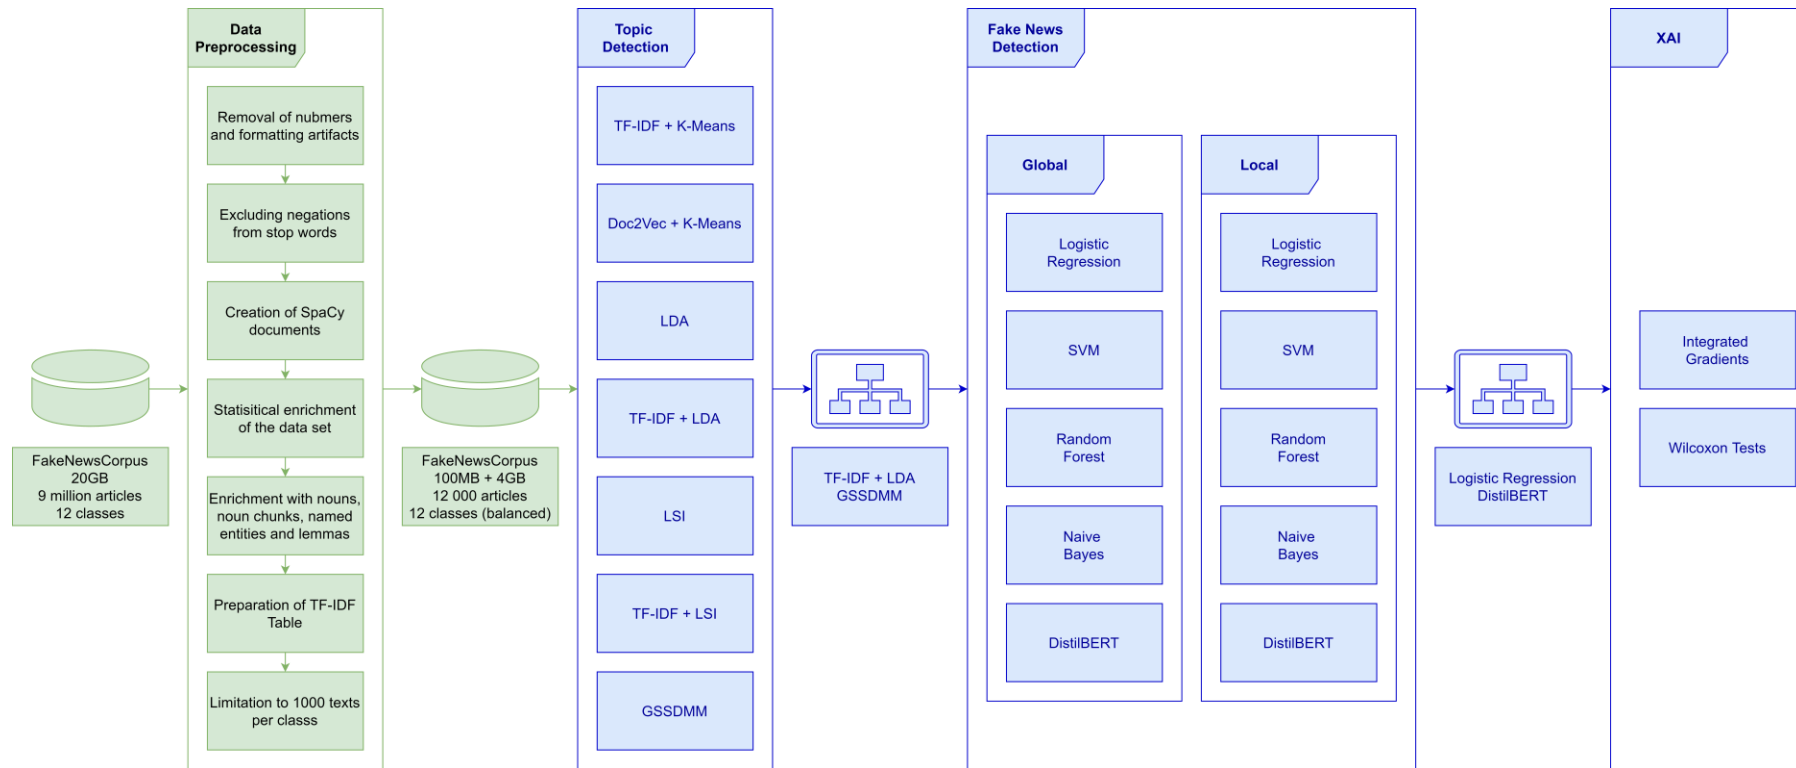 Data
Preprocessing
Removal of nubmers
and formatting artifacts
Excluding negations
from stop words
Creation of SpaCy
documents
Statisitical enrichment
of the data set
Enrichment with nouns,
noun chunks, named
entities and lemmas
Preparation of TF-IDF
Table
Limitation to 1000 texts
per classs
FakeNewsCorpus
20GB
9 million articles
12 classes
FakeNewsCorpus
100MB + 4GB
12 000 articles
12 classes (balanced)
Topic
Detection
TF-IDF + K-Means
Doc2Vec + K-Means
LDA
TF-IDF + LDA
LSI
TF-IDF + LSI
GSSDMM
TF-IDF + LDA
GSSDMM
Fake News
Detection
Global
Logistic
Regression
SVM
Random
Forest
Naive
Bayes
DistilBERT
Local
Logistic
Regression
SVM
Random
Forest
Naive
Bayes
DistilBERT
Logistic Regression
DistilBERT
XAI
Integrated
Gradients
Wilcoxon Tests